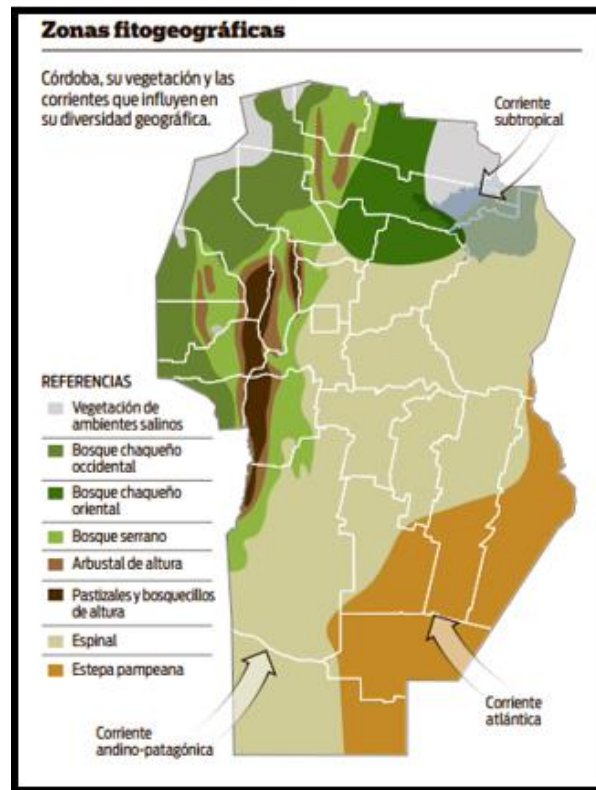 Zonas fitogeográficas
Córdoba, su vegetación y las
corrientes que influyen en
su diversidad geográfica.
Corriente
subtropical
REFERENCIAS
Vegetación de
ambientes salinos
Bosque chaqueño
occidental
Bosque chaqueño
oriental
Bosque serrano
Arbustal de altura
Pastizales y bosquecillos
de altura
Espinal
Estepa pampeana
Corriente
andino-patagónica
Corriente
atlántica